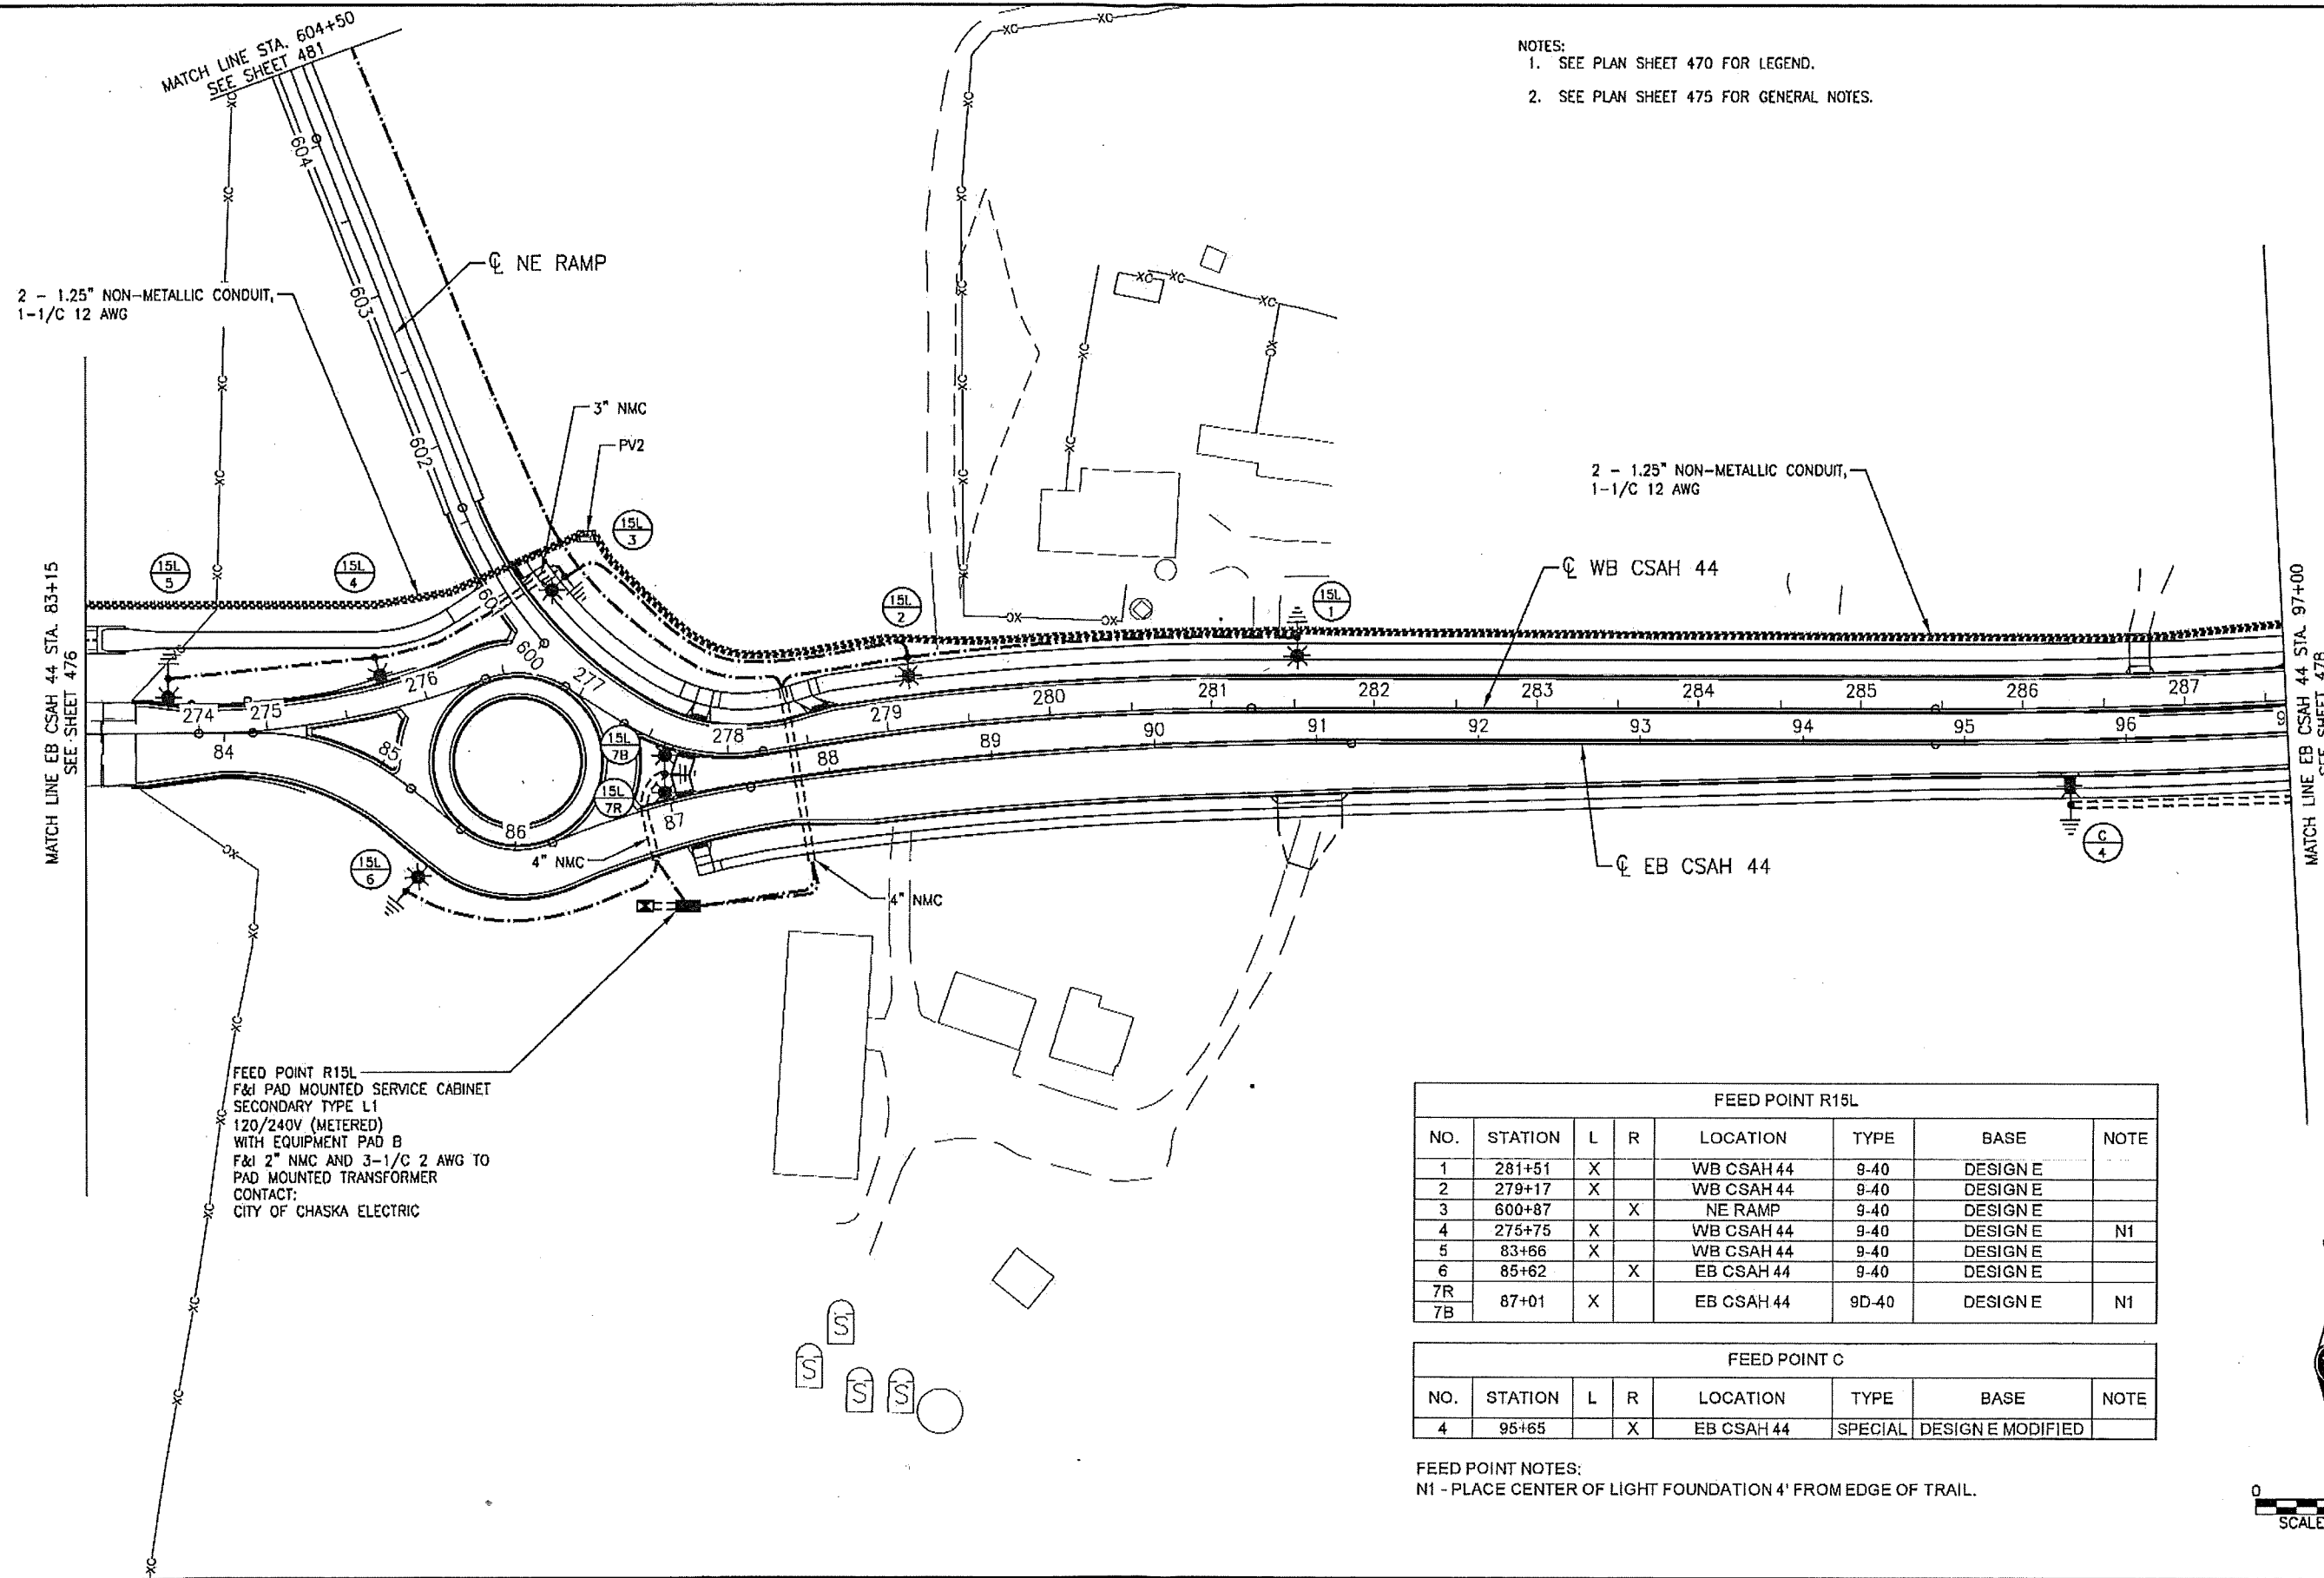 MATCH LINE STA. 604+50
SEE SHEET 481
NOTES:
1. SEE PLAN SHEET 470 FOR LEGEND.
2. SEE PLAN SHEET 475 FOR GENERAL NOTES.
604
603
602
601
600
℄ NE RAMP
2 - 1.25" NON-METALLIC CONDUIT,
1-1/C 12 AWG
3" NMC
PV2
15L
3
15L
5
15L
4
15L
2
15L
1
2 - 1.25" NON-METALLIC CONDUIT,
1-1/C 12 AWG
℄ WB CSAH 44
MATCH LINE EB CSAH 44 STA. 83+15
SEE SHEET 476
MATCH LINE EB CSAH 44 STA. 97+00
SEE SHEET 478
274
275
276
277
278
279
280
281
282
283
284
285
286
287
84
85
86
87
88
89
90
91
92
93
94
95
96
9
15L
7B
15L
7R
15L
6
4" NMC
4" NMC
℄ EB CSAH 44
C
4
FEED POINT R15L
F&I PAD MOUNTED SERVICE CABINET
SECONDARY TYPE L1
120/240V (METERED)
WITH EQUIPMENT PAD B
F&I 2" NMC AND 3-1/C 2 AWG TO
PAD MOUNTED TRANSFORMER
CONTACT:
CITY OF CHASKA ELECTRIC
S
S
S
S
FEED POINT R15L
NO. STATION L R LOCATION TYPE BASE NOTE
1 281+51 X WB CSAH 44 9-40 DESIGN E
2 279+17 X WB CSAH 44 9-40 DESIGN E
3 600+87 X NE RAMP 9-40 DESIGN E
4 275+75 X WB CSAH 44 9-40 DESIGN E N1
5 83+66 X WB CSAH 44 9-40 DESIGN E
6 85+62 X EB CSAH 44 9-40 DESIGN E
7R
7B 87+01 X EB CSAH 44 9D-40 DESIGN E N1
FEED POINT C
NO. STATION L R LOCATION TYPE BASE NOTE
4 95+65 X EB CSAH 44 SPECIAL DESIGN E MODIFIED
FEED POINT NOTES:
N1 - PLACE CENTER OF LIGHT FOUNDATION 4' FROM EDGE OF TRAIL.
0
SCALE